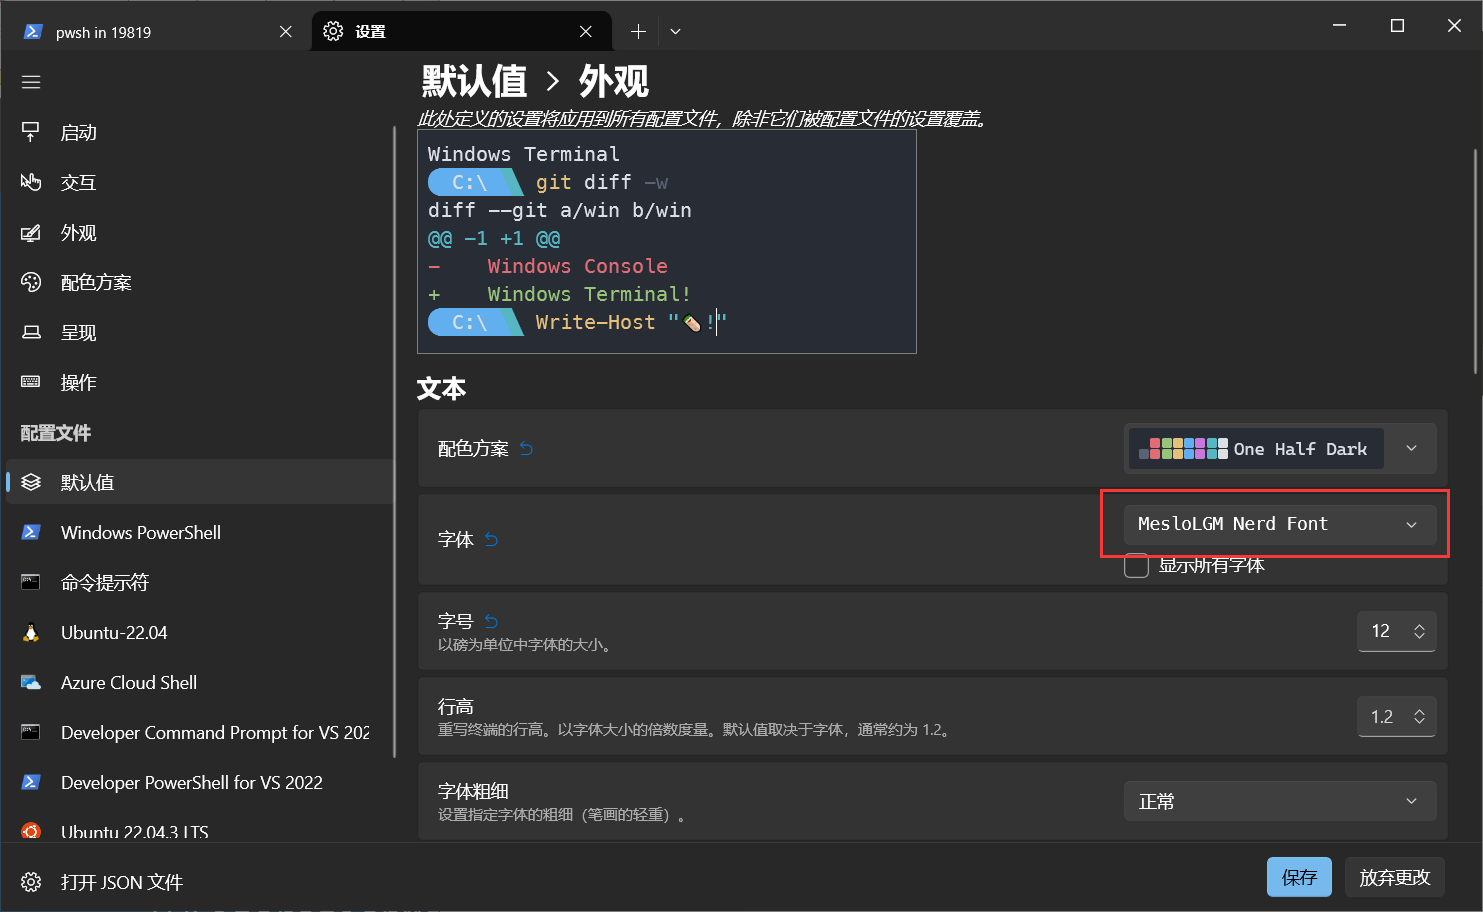 pwsh in 19819
设置
启动
交互
外观
配色方案
呈现
操作
配置文件
默认值
Windows PowerShell
命令提示符
Ubuntu-22.04
Azure Cloud Shell
Developer Command Prompt for VS 202
Developer PowerShell for VS 2022
Ubuntu 22.04.3 LTS
打开 JSON 文件
默认值 > 外观
此处定义的设置将应用到所有配置文件，除非它们被配置文件的设置覆盖。
Windows Terminal
C:\ git diff -w
diff --git a/win b/win
@@ -1 +1 @@
-    Windows Console
+    Windows Terminal!
C:\ Write-Host "✏️!"
文本
配色方案
One Half Dark
字体
MesloLGM Nerd Font
显示所有字体
字号
以磅为单位中字体的大小。
12
行高
重写终端的行高。以字体大小的倍数度量。默认值取决于字体，通常约为 1.2。
1.2
字体粗细
设置指定字体的粗细（笔画的轻重）。
正常
保存
放弃更改